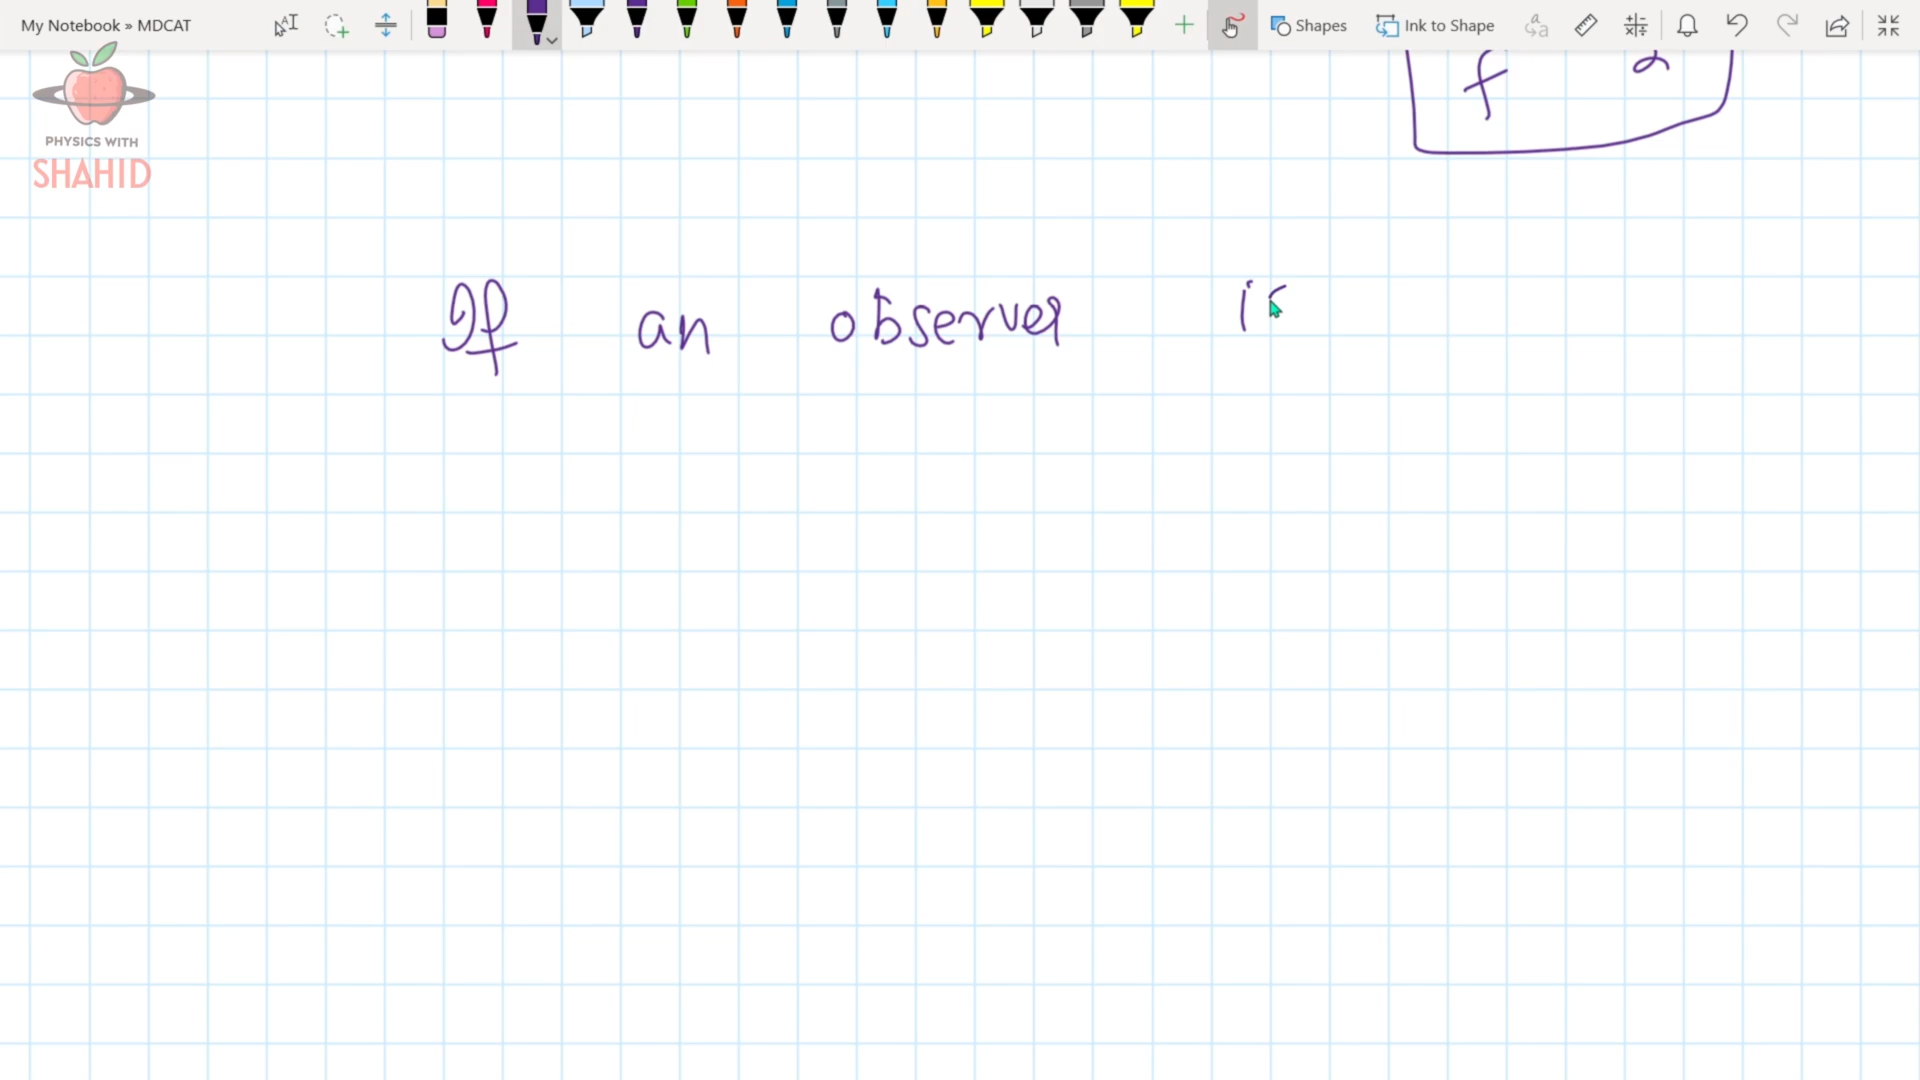 My Notebook » MDCAT
Shapes
Ink to Shape
PHYSICS WITH
SHAHID
f
If an observer is